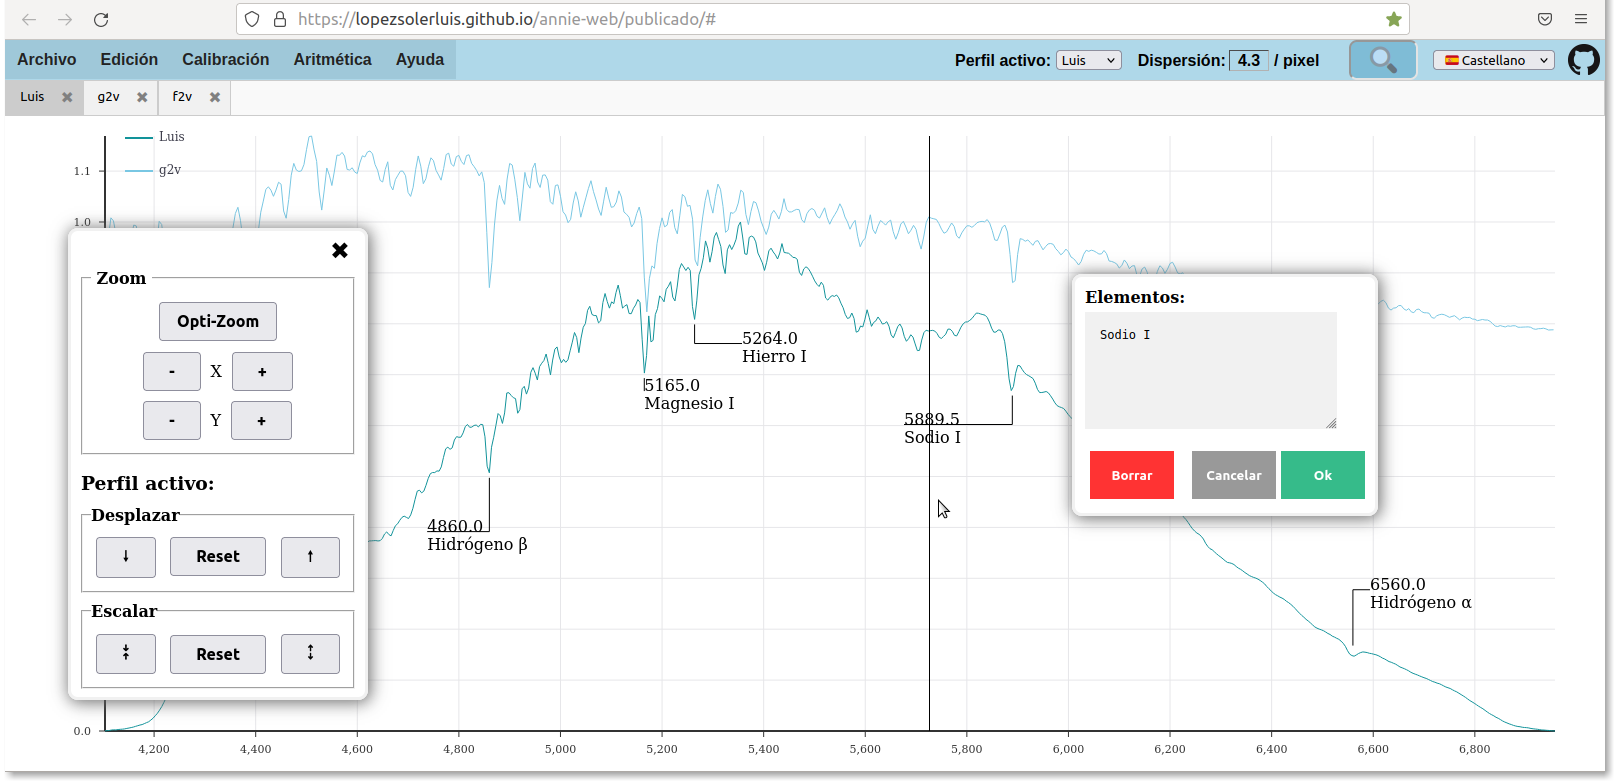 https://lopezsolerluis.github.io/annie-web/publicado/#
Archivo Edición Calibración Aritmética Ayuda Perfil activo: Luis Dispersión: 4.3 / pixel Castellano
Luis g2v f2v
Luis
g2v
1.1
1.0
0.0
4,200 4,400 4,600 4,800 5,000 5,200 5,400 5,600 5,800 6,000 6,200 6,400 6,600 6,800
Zoom
Opti-Zoom
- X +
- Y +
Perfil activo:
Desplazar
↓ Reset ↑
Escalar
Reset
5264.0
Hierro I
5165.0
Magnesio I
5889.5
Sodio I
4860.0
Hidrógeno β
6560.0
Hidrógeno α
Elementos:
Sodio I
Borrar Cancelar Ok